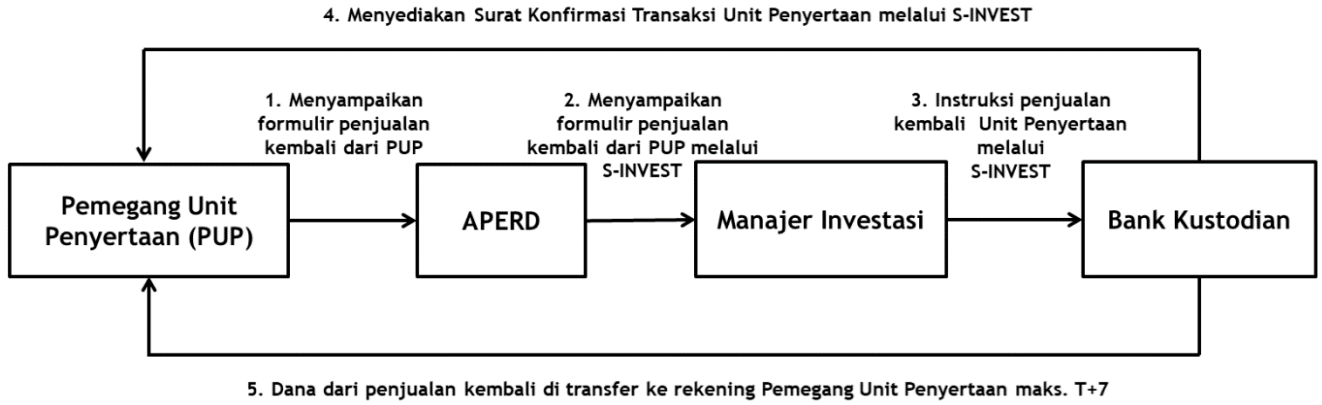 4. Menyediakan Surat Konfirmasi Transaksi Unit Penyertaan melalui S-INVEST
1. Menyampaikan
formulir penjualan
kembali dari PUP
2. Menyampaikan
formulir penjualan
kembali dari PUP melalui
S-INVEST
3. Instruksi penjualan
kembali Unit Penyertaan
melalui
S-INVEST
Pemegang Unit
Penyertaan (PUP)
APERD
Manajer Investasi
Bank Kustodian
5. Dana dari penjualan kembali di transfer ke rekening Pemegang Unit Penyertaan maks. T+7